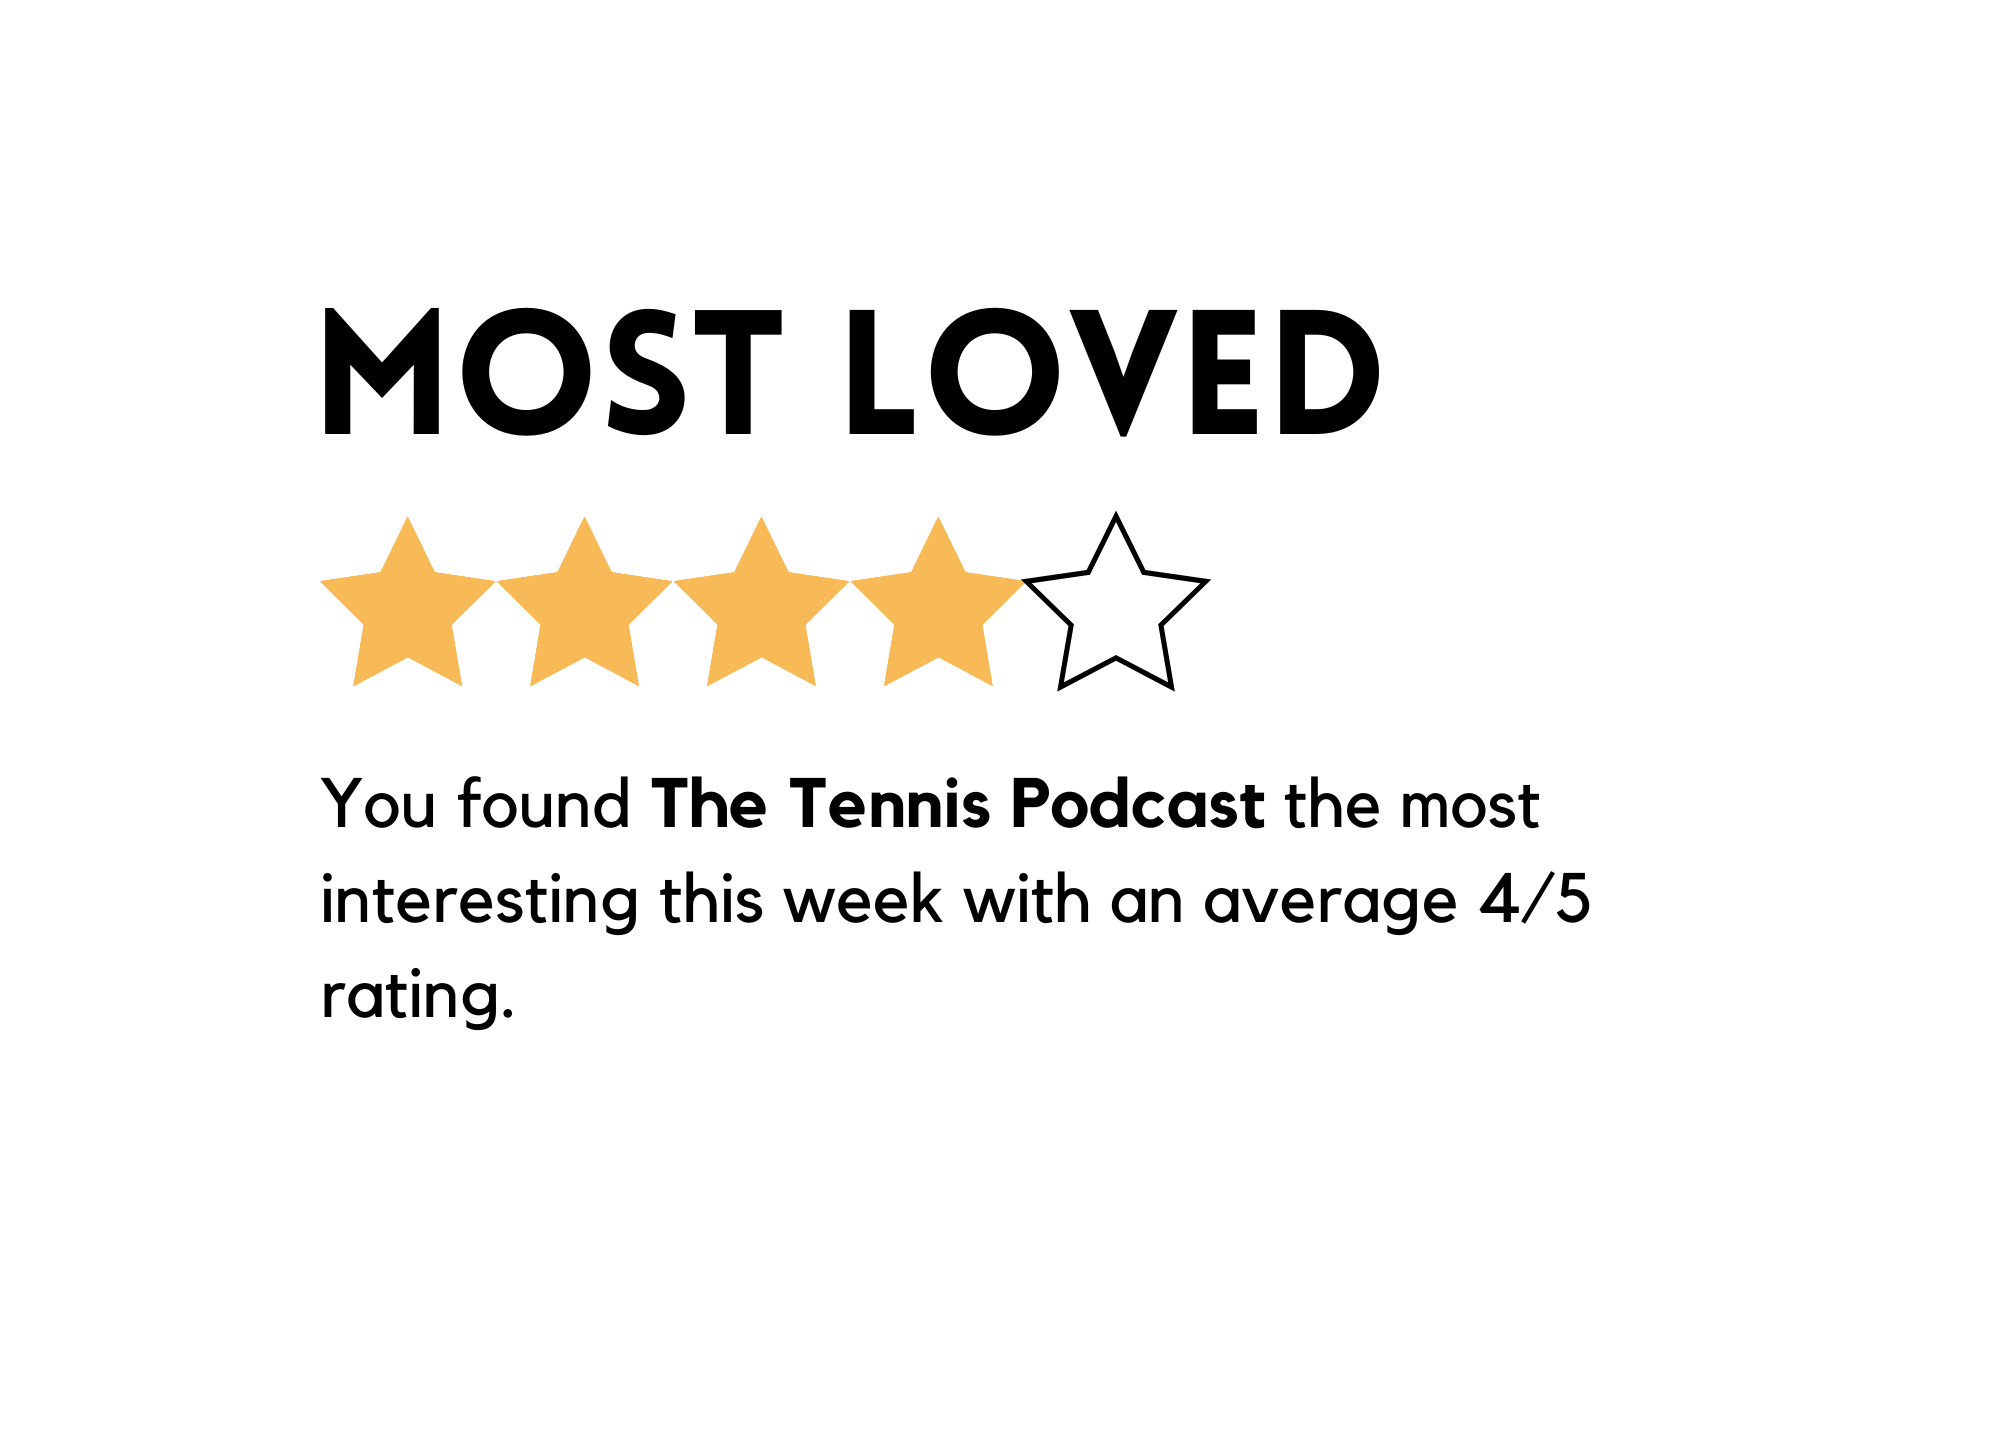 MOST LOVED
You found The Tennis Podcast the most
interesting this week with an average 4/5
rating.